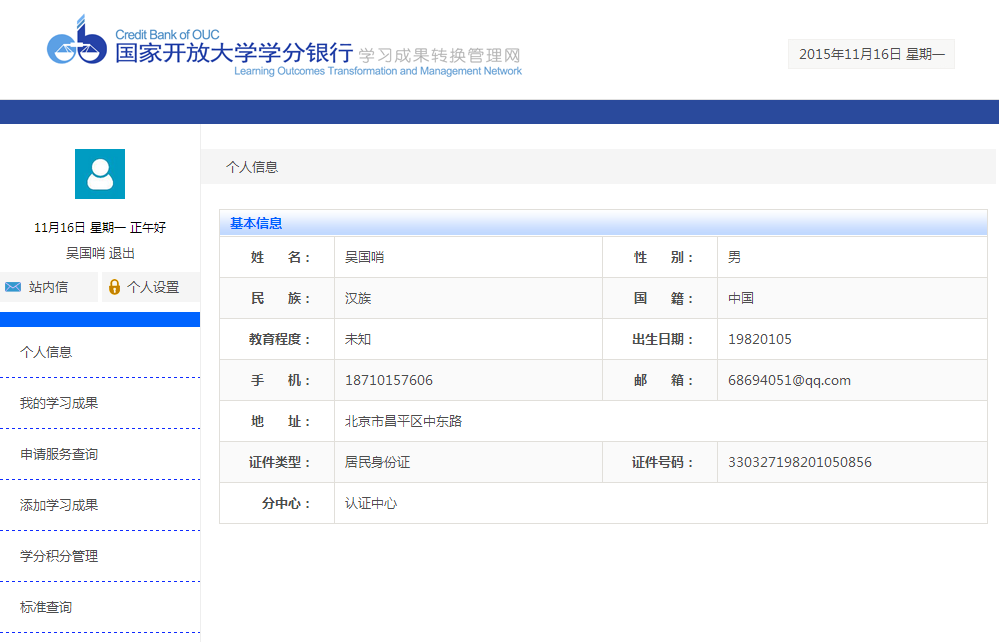 Credit Bank of OUC
国家开放大学学分银行 学习成果转换管理网
Learning Outcomes Transformation and Management Network
2015年11月16日 星期一
11月16日 星期一 正午好
吴国哨 退出
站内信 个人设置
个人信息
我的学习成果
申请服务查询
添加学习成果
学分积分管理
标准查询
个人信息
基本信息
姓 名： 吴国哨 性 别： 男
民 族： 汉族 国 籍： 中国
教育程度： 未知 出生日期： 19820105
手 机： 18710157606 邮 箱： 68694051@qq.com
地 址： 北京市昌平区中东路
证件类型： 居民身份证 证件号码： 330327198201050856
分中心： 认证中心